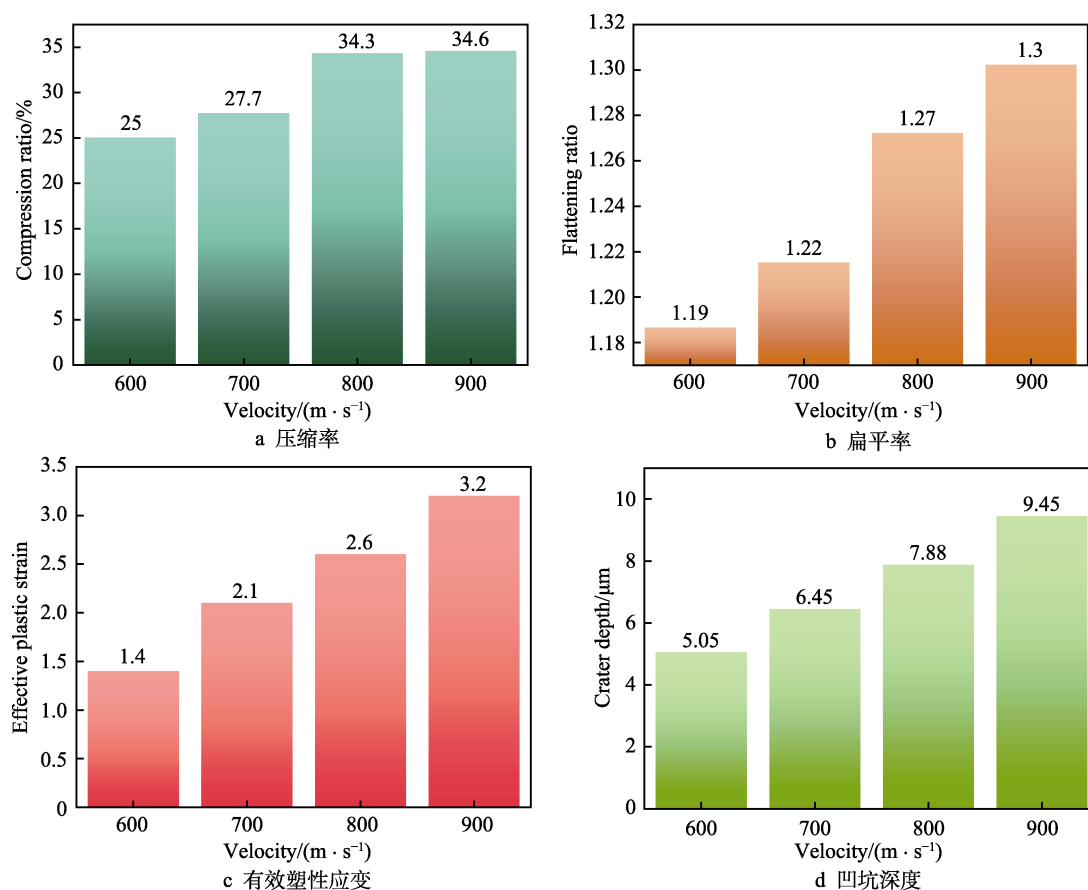 Compression ratio/%
35
30
25
20
15
10
5
0
25
27.7
34.3
34.6
600 700 800 900
Velocity/(m · s⁻¹)
a 压缩率
Flattening ratio
1.32
1.30
1.28
1.26
1.24
1.22
1.20
1.18
1.19
1.22
1.27
1.3
600 700 800 900
Velocity/(m · s⁻¹)
b 扁平率
Effective plastic strain
3.5
3.0
2.5
2.0
1.5
1.0
0.5
0
1.4
2.1
2.6
3.2
600 700 800 900
Velocity/(m · s⁻¹)
c 有效塑性应变
Crater depth/μm
10
8
6
4
2
0
5.05
6.45
7.88
9.45
600 700 800 900
Velocity/(m · s⁻¹)
d 凹坑深度